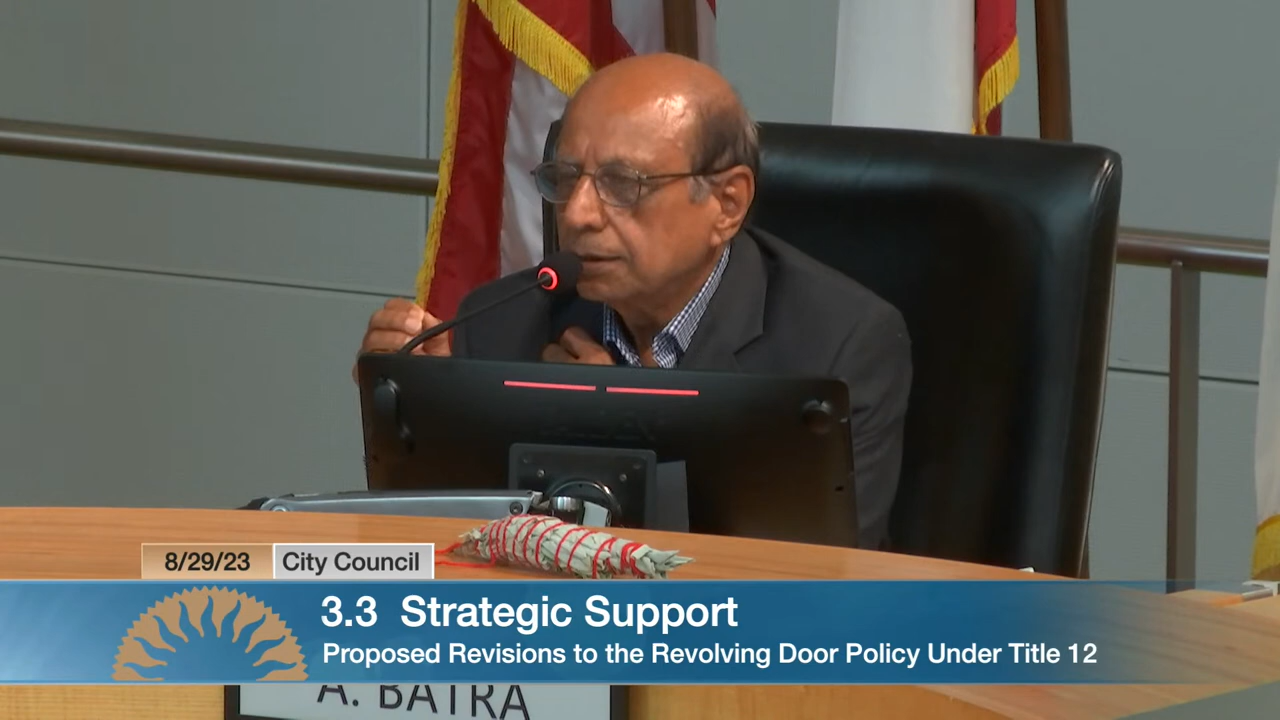 8/29/23 City Council
3.3 Strategic Support
Proposed Revisions to the Revolving Door Policy Under Title 12
A. BATRA